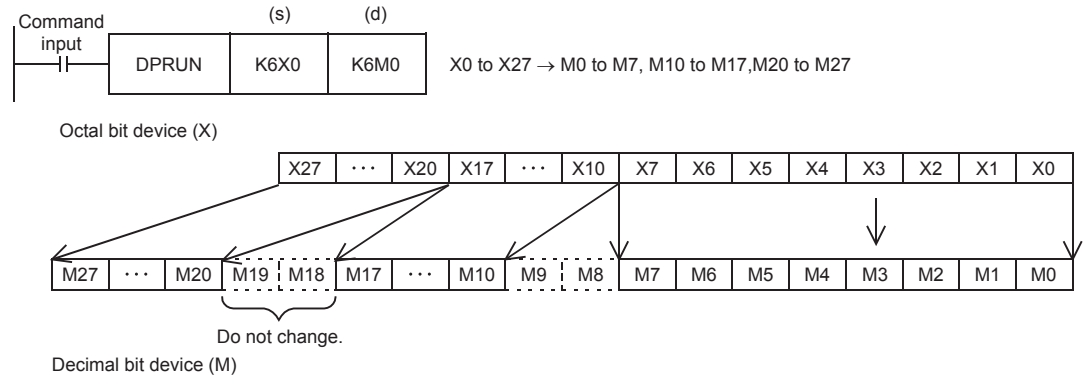 Command
input
(s) (d)
DPRUN K6X0 K6M0 X0 to X27 → M0 to M7, M10 to M17,M20 to M27
Octal bit device (X)
X27 ··· X20 X17 ··· X10 X7 X6 X5 X4 X3 X2 X1 X0
M27 ··· M20 M19 M18 M17 ··· M10 M9 M8 M7 M6 M5 M4 M3 M2 M1 M0
Do not change.
Decimal bit device (M)